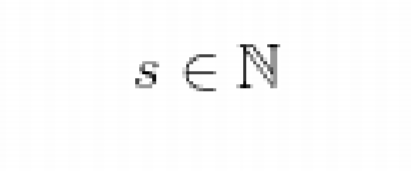 s ∈ ℕ